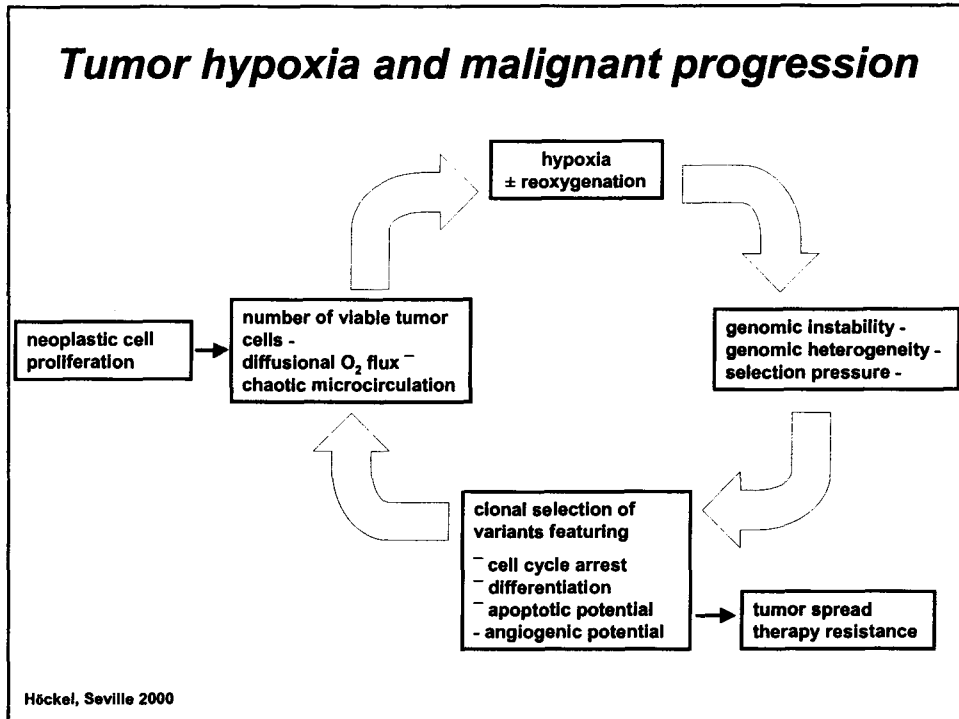 Tumor hypoxia and malignant progression
hypoxia
± reoxygenation
neoplastic cell
proliferation
number of viable tumor
cells -
diffusional O₂ flux ¯
chaotic microcirculation
genomic instability -
genomic heterogeneity -
selection pressure -
clonal selection of
variants featuring
¯ cell cycle arrest
¯ differentiation
¯ apoptotic potential
- angiogenic potential
tumor spread
therapy resistance
Höckel, Seville 2000